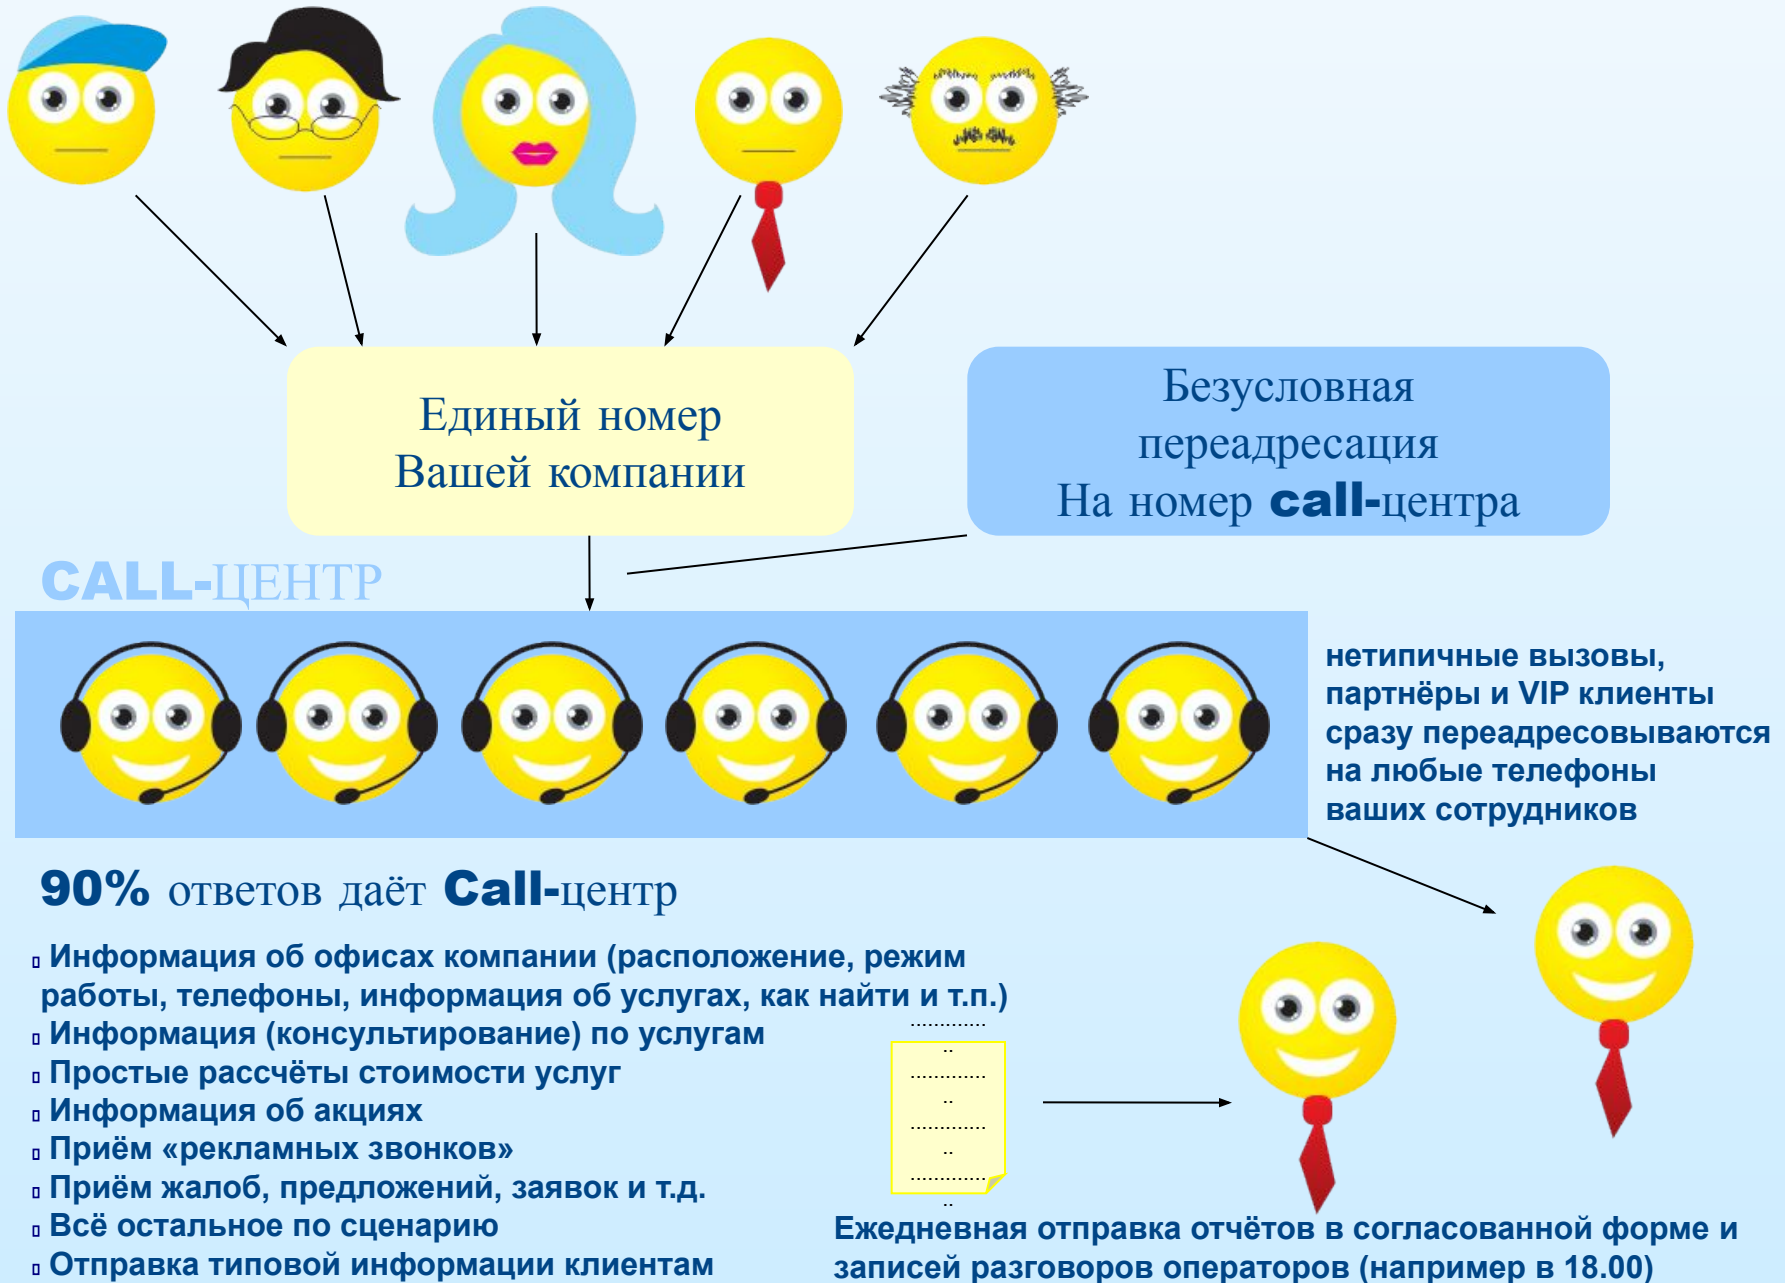 Единый номер
Вашей компании
Безусловная
переадресация
На номер call-центра
CALL-ЦЕНТР
нетипичные вызовы,
партнёры и VIP клиенты
сразу переадресовываются
на любые телефоны
ваших сотрудников
90% ответов даёт Call-центр
Информация об офисах компании (расположение, режим
работы, телефоны, информация об услугах, как найти и т.п.)
Информация (консультирование) по услугам
Простые рассчёты стоимости услуг
Информация об акциях
Приём «рекламных звонков»
Приём жалоб, предложений, заявок и т.д.
Всё остальное по сценарию
Отправка типовой информации клиентам
Ежедневная отправка отчётов в согласованной форме и
записей разговоров операторов (например в 18.00)